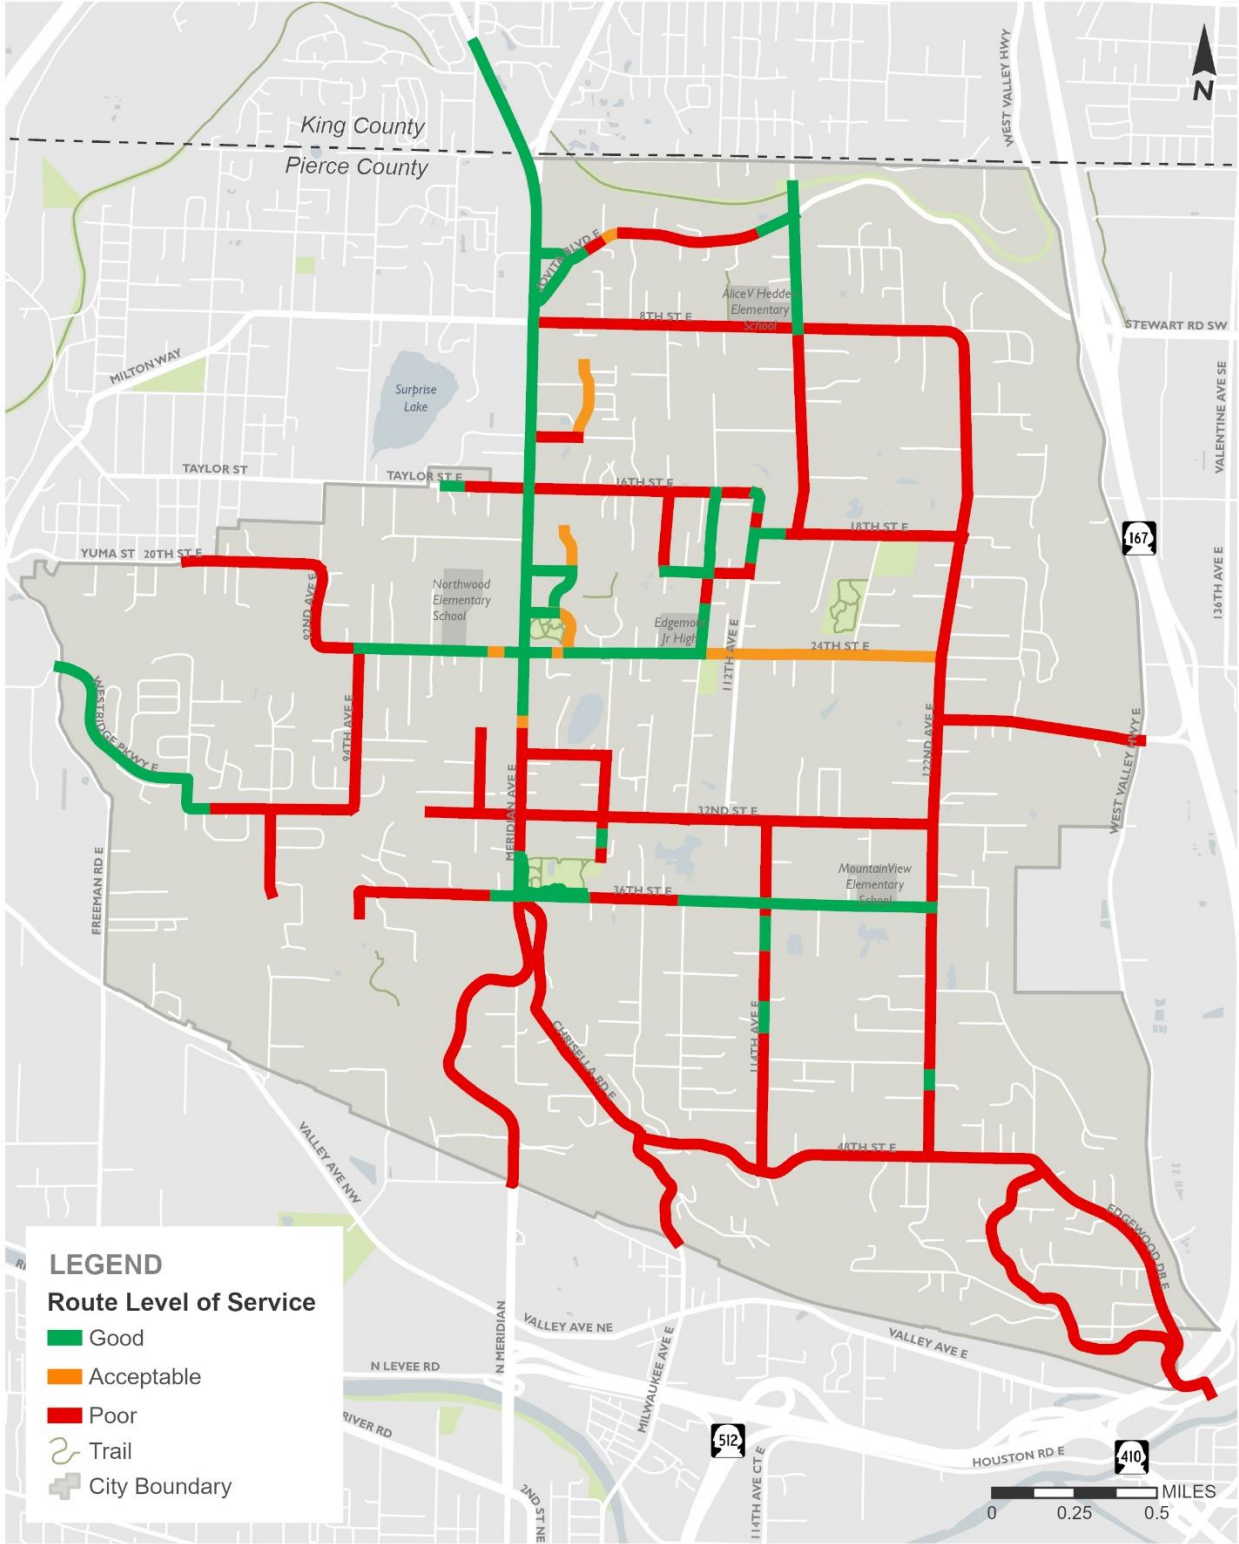 WEST VALLEY HWY
N
King County
Pierce County
JOVITA BLVD E
Alice V Hedden
Elementary
School
8TH ST E
STEWART RD SW
MILTON WAY
Surprise
Lake
VALENTINE AVE SE
TAYLOR ST
TAYLOR ST E
16TH ST E
18TH ST E
167
YUMA ST
20TH ST E
136TH AVE E
92ND AVE E
Northwood
Elementary
School
Edgemont
Jr High
112TH AVE E
24TH ST E
WESTRIDGE PKWY E
94TH AVE E
122ND AVE E
WEST VALLEY HWY E
MERIDIAN AVE E
32ND ST E
FREEMAN RD E
36TH ST E
MountainView
Elementary
School
114TH AVE E
CHRISELLA RD E
VALLEY AVE NW
48TH ST E
EDGEWOOD DR E
LEGEND
Route Level of Service
Good
Acceptable
Poor
Trail
City Boundary
N MERIDIAN
VALLEY AVE NE
MILWAUKEE AVE E
VALLEY AVE E
N LEVEE RD
RIVER RD
512
114TH AVE CT E
HOUSTON RD E
410
2ND ST NE
MILES
0 0.25 0.5